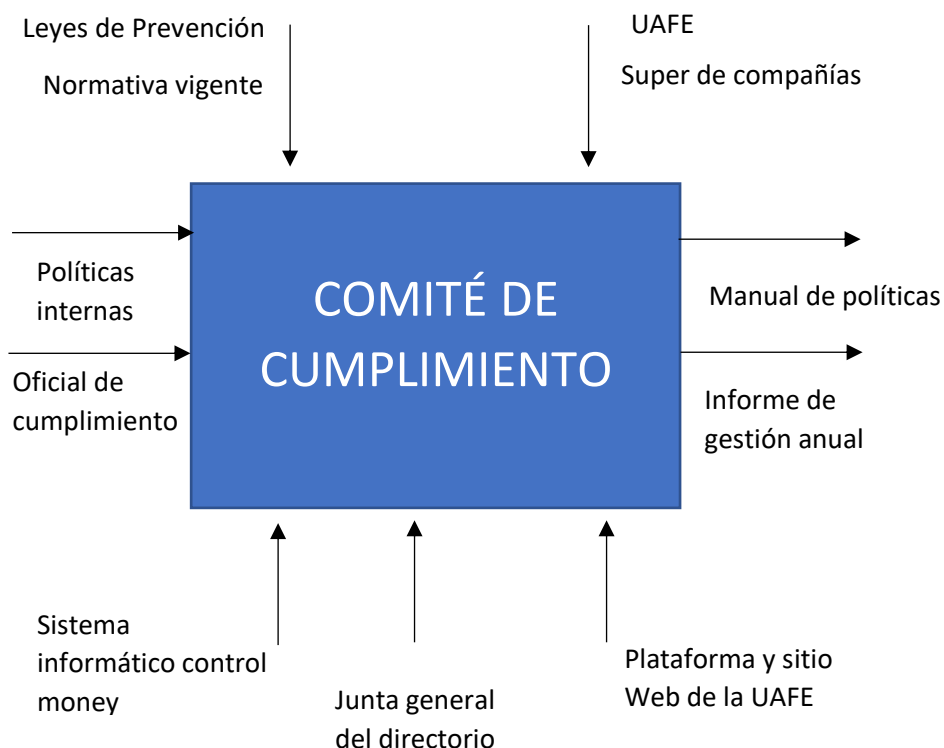 Leyes de Prevención
Normativa vigente
UAFE
Super de compañías
Políticas
internas
Oficial de
cumplimiento
COMITÉ DE
CUMPLIMIENTO
Manual de políticas
Informe de
gestión anual
Sistema
informático control
money
Junta general
del directorio
Plataforma y sitio
Web de la UAFE